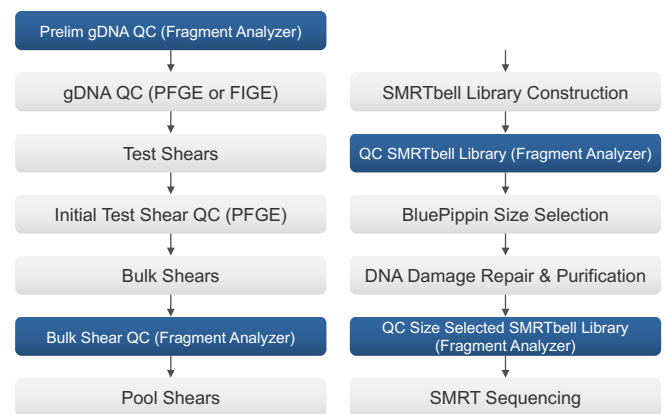 Prelim gDNA QC (Fragment Analyzer)
gDNA QC (PFGE or FIGE)
Test Shears
Initial Test Shear QC (PFGE)
Bulk Shears
Bulk Shear QC (Fragment Analyzer)
Pool Shears
SMRTbell Library Construction
QC SMRTbell Library (Fragment Analyzer)
BluePippin Size Selection
DNA Damage Repair & Purification
QC Size Selected SMRTbell Library
(Fragment Analyzer)
SMRT Sequencing